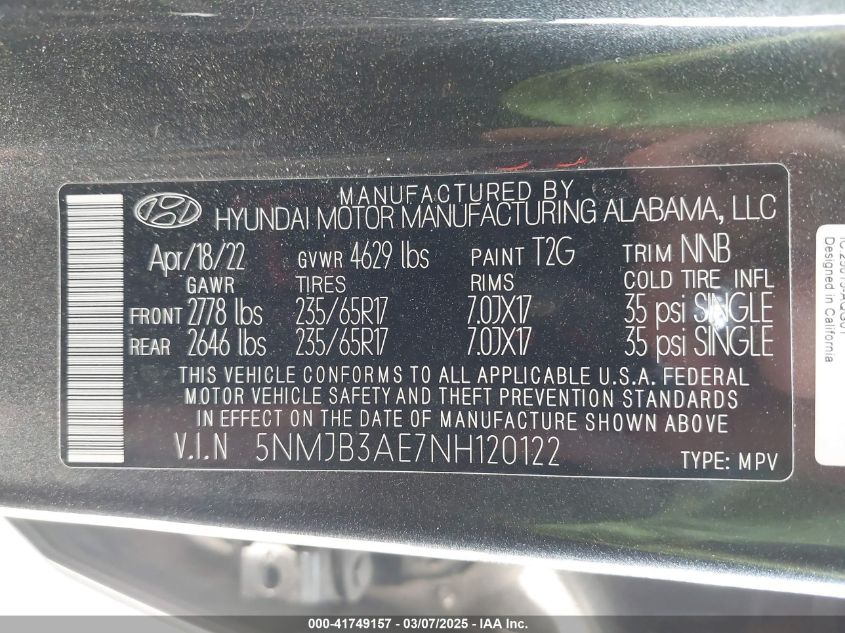 MANUFACTURED BY
HYUNDAI MOTOR MANUFACTURING ALABAMA, LLC
Apr/18/22 GVWR 4629 lbs PAINT T2G TRIM NNB
GAWR TIRES RIMS COLD TIRE INFL
FRONT 2778 lbs 235/65R17 7.0JX17 35 psi SINGLE
REAR 2646 lbs 235/65R17 7.0JX17 35 psi SINGLE
THIS VEHICLE CONFORMS TO ALL APPLICABLE U.S.A. FEDERAL
MOTOR VEHICLE SAFETY AND THEFT PREVENTION STANDARDS
IN EFFECT ON THE DATE OF MANUFACTURE SHOWN ABOVE
V.I.N 5NMJB3AE7NH120122 TYPE: MPV
Designed in California
000-41749157 - 03/07/2025 - IAA Inc.